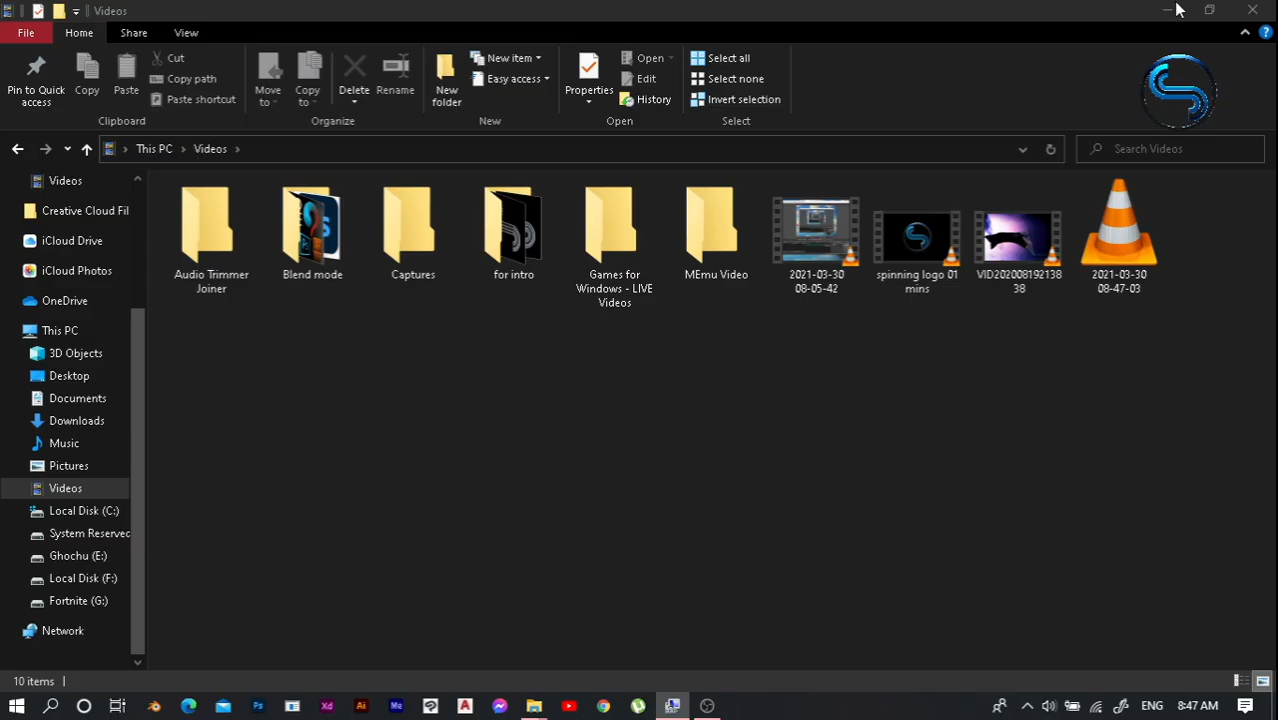 Videos
File Home Share View
Pin to Quick access
Copy
Paste
Cut
Copy path
Paste shortcut
Clipboard
Move to
Copy to
Delete
Rename
Organize
New folder
New item
Easy access
New
Properties
Open
Edit
History
Open
Select all
Select none
Invert selection
Select
This PC Videos
Search Videos
Videos
Creative Cloud Fil
iCloud Drive
iCloud Photos
OneDrive
This PC
3D Objects
Desktop
Documents
Downloads
Music
Pictures
Videos
Local Disk (C:)
System Reserved
Ghochu (E:)
Local Disk (F:)
Fortnite (G:)
Network
Audio Trimmer
Joiner
Blend mode
Captures
for intro
Games for
Windows - LIVE
Videos
MEmu Video
2021-03-30
08-05-42
spinning logo 01
mins
VID202008192138
38
2021-03-30
08-47-03
10 items
Ps Xd Ai Me A ENG 8:47 AM